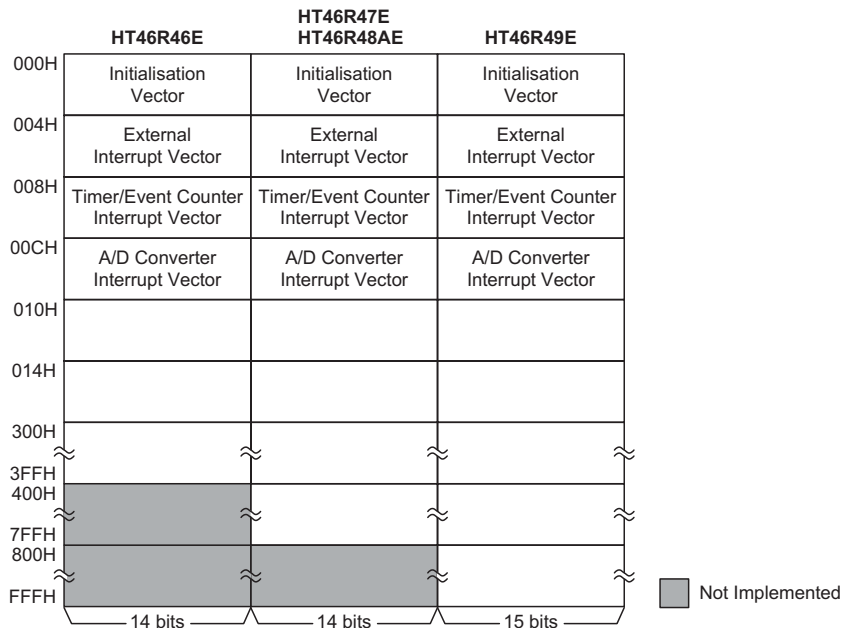 HT46R46E
HT46R47E
HT46R48AE
HT46R49E
000H
Initialisation
Vector
Initialisation
Vector
Initialisation
Vector
004H
External
Interrupt Vector
External
Interrupt Vector
External
Interrupt Vector
008H
Timer/Event Counter
Interrupt Vector
Timer/Event Counter
Interrupt Vector
Timer/Event Counter
Interrupt Vector
00CH
A/D Converter
Interrupt Vector
A/D Converter
Interrupt Vector
A/D Converter
Interrupt Vector
010H
014H
300H
3FFH
400H
7FFH
800H
FFFH
Not Implemented
14 bits
14 bits
15 bits